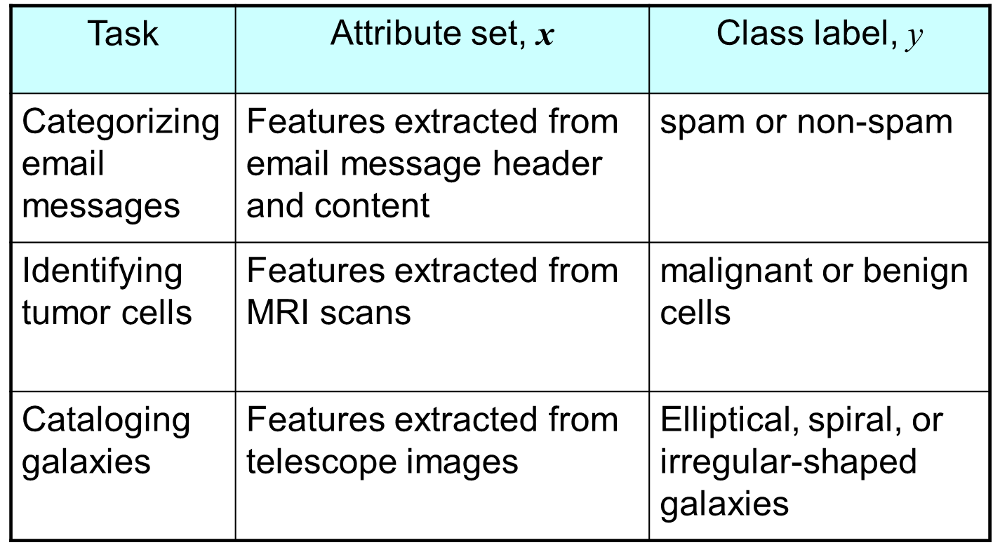 Task
Attribute set, x
Class label, y
Categorizing
email
messages
Features extracted from
email message header
and content
spam or non-spam
Identifying
tumor cells
Features extracted from
MRI scans
malignant or benign
cells
Cataloging
galaxies
Features extracted from
telescope images
Elliptical, spiral, or
irregular-shaped
galaxies